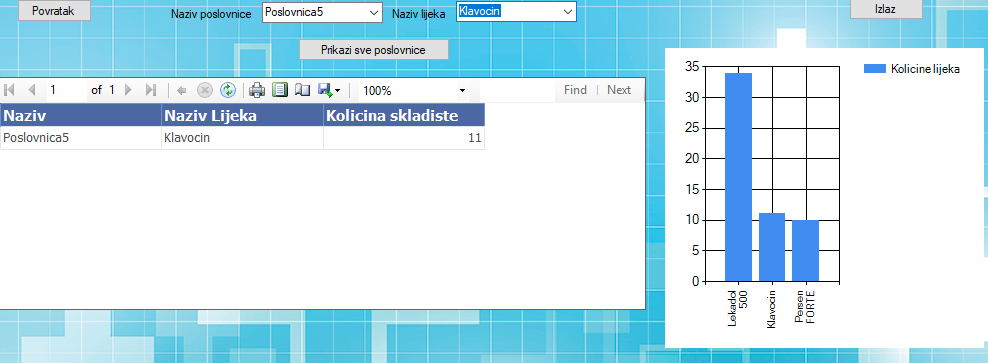 Povratak
Naziv poslovnice Poslovnica5 Naziv lijeka Klavocin
Izlaz
Prikazi sve poslovnice
1 of 1 100% Find | Next
Naziv Naziv Lijeka Kolicina skladiste
Poslovnica5 Klavocin 11
Kolicine lijeka
35
30
25
20
15
10
5
0
Lekadol
500
Klavocin
Persen
FORTE